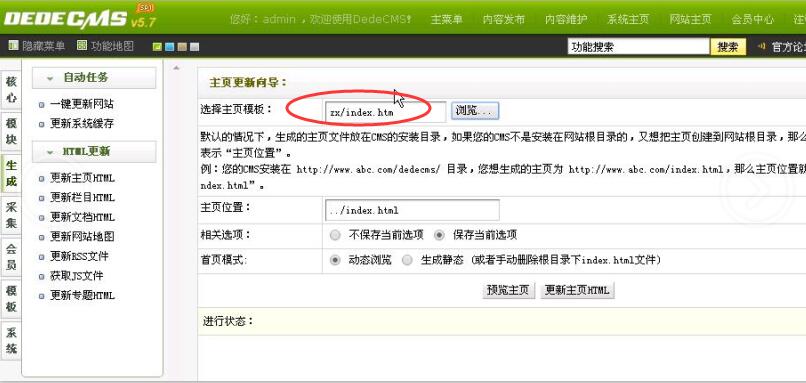 DEDECMS V5.7 SP1
您好：admin ，欢迎使用DedeCMS！ 主菜单 内容发布 内容维护 系统主页 网站主页 会员中心
隐藏菜单 功能地图 功能搜索 搜索 官方论
核心
模块
生成
采集
会员
模板
系统
自动任务
一键更新网站
更新系统缓存
HTML更新
更新主页HTML
更新栏目HTML
更新文档HTML
更新网站地图
更新RSS文件
获取JS文件
更新专题HTML
主页更新向导：
选择主页模板： zx/index.htm 浏览...
默认的情况下，生成的主页文件放在CMS的安装目录，如果您的CMS不是安装在网站根目录的，又想把主页创建到网站根目录，那么
表示“主页位置”。
例：您的CMS安装在 http://www.abc.com/dedecms/ 目录，您想生成的主页为 http://www.abc.com/index.html，那么主页位置就
ndex.html”。
主页位置： ../index.html
相关选项： 不保存当前选项 保存当前选项
首页模式: 动态浏览 生成静态 (或者手动删除根目录下index.html文件)
预览主页 更新主页HTML
进行状态：